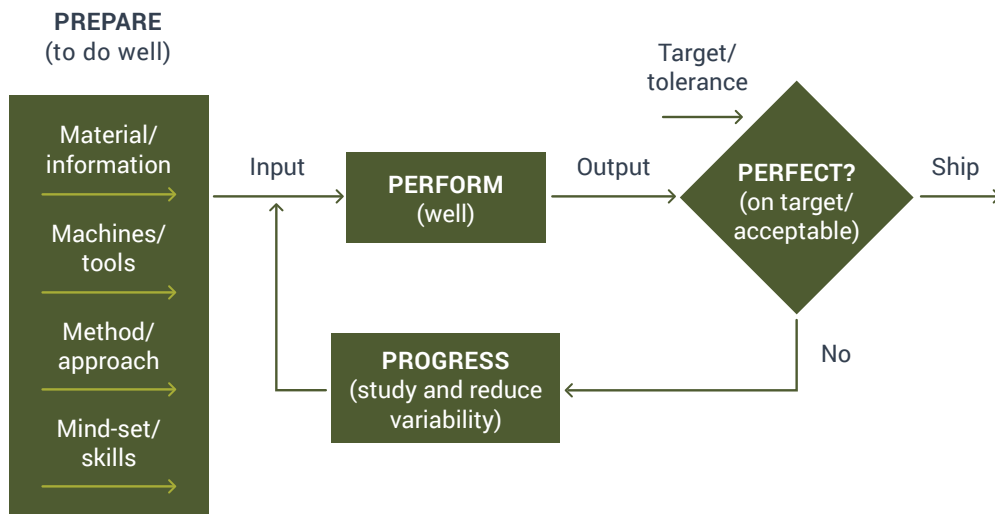 PREPARE
(to do well)
Material/
information
Machines/
tools
Method/
approach
Mind-set/
skills
Input
PERFORM
(well)
Output
Target/
tolerance
PERFECT?
(on target/
acceptable)
Ship
No
PROGRESS
(study and reduce
variability)